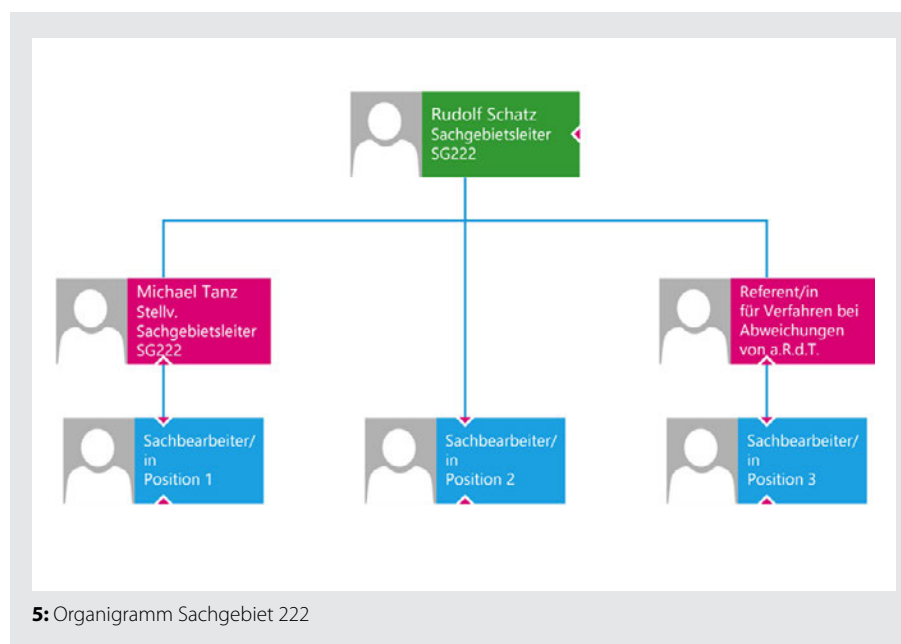 Rudolf Schatz
Sachgebietsleiter
SG222
Michael Tanz
Stellv.
Sachgebietsleiter
SG222
Referent/in
für Verfahren bei
Abweichungen
von a.R.d.T.
Sachbearbeiter/
in
Position 1
Sachbearbeiter/
in
Position 2
Sachbearbeiter/
in
Position 3
5: Organigramm Sachgebiet 222